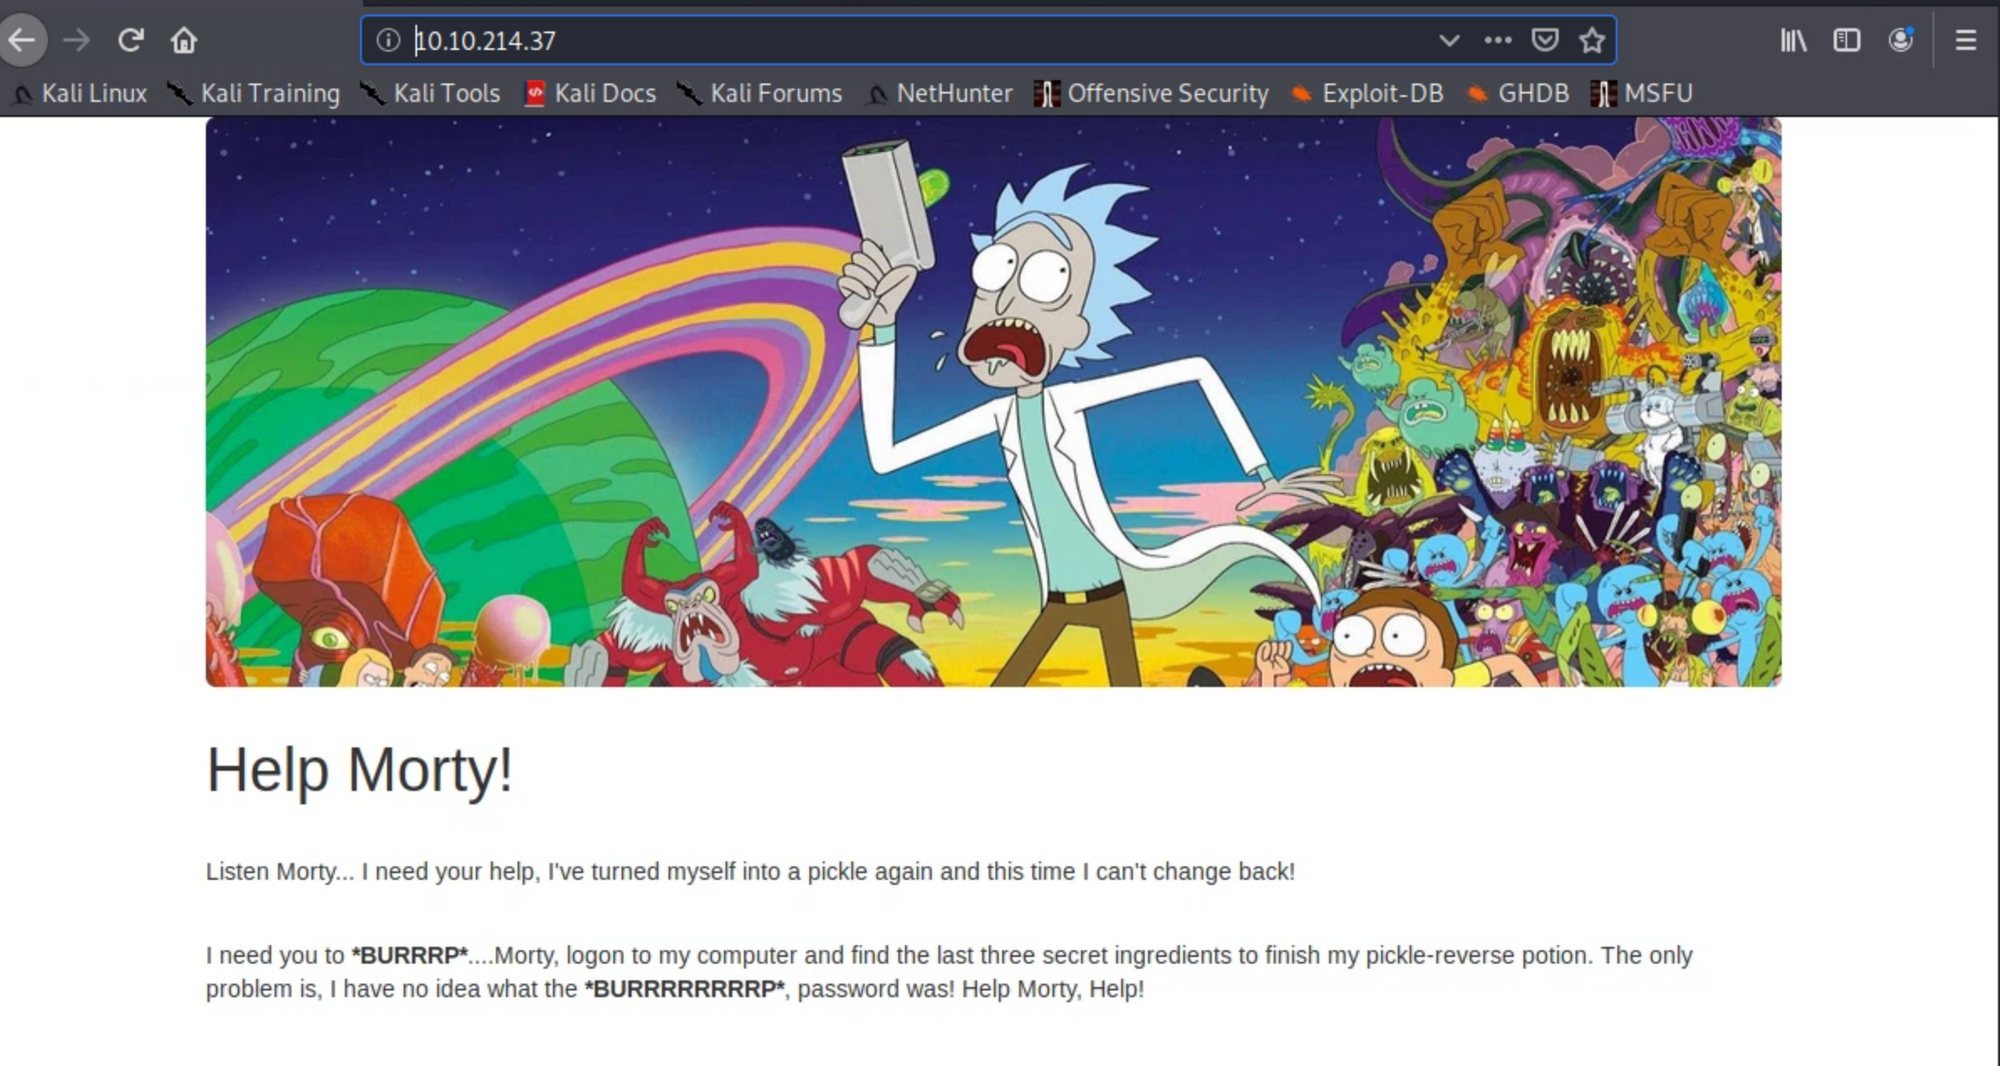 10.10.214.37
Kali Linux Kali Training Kali Tools Kali Docs Kali Forums NetHunter Offensive Security Exploit-DB GHDB MSFU
Help Morty!
Listen Morty... I need your help, I've turned myself into a pickle again and this time I can't change back!
I need you to *BURRRP*....Morty, logon to my computer and find the last three secret ingredients to finish my pickle-reverse potion. The only
problem is, I have no idea what the *BURRRRRRRRP*, password was! Help Morty, Help!